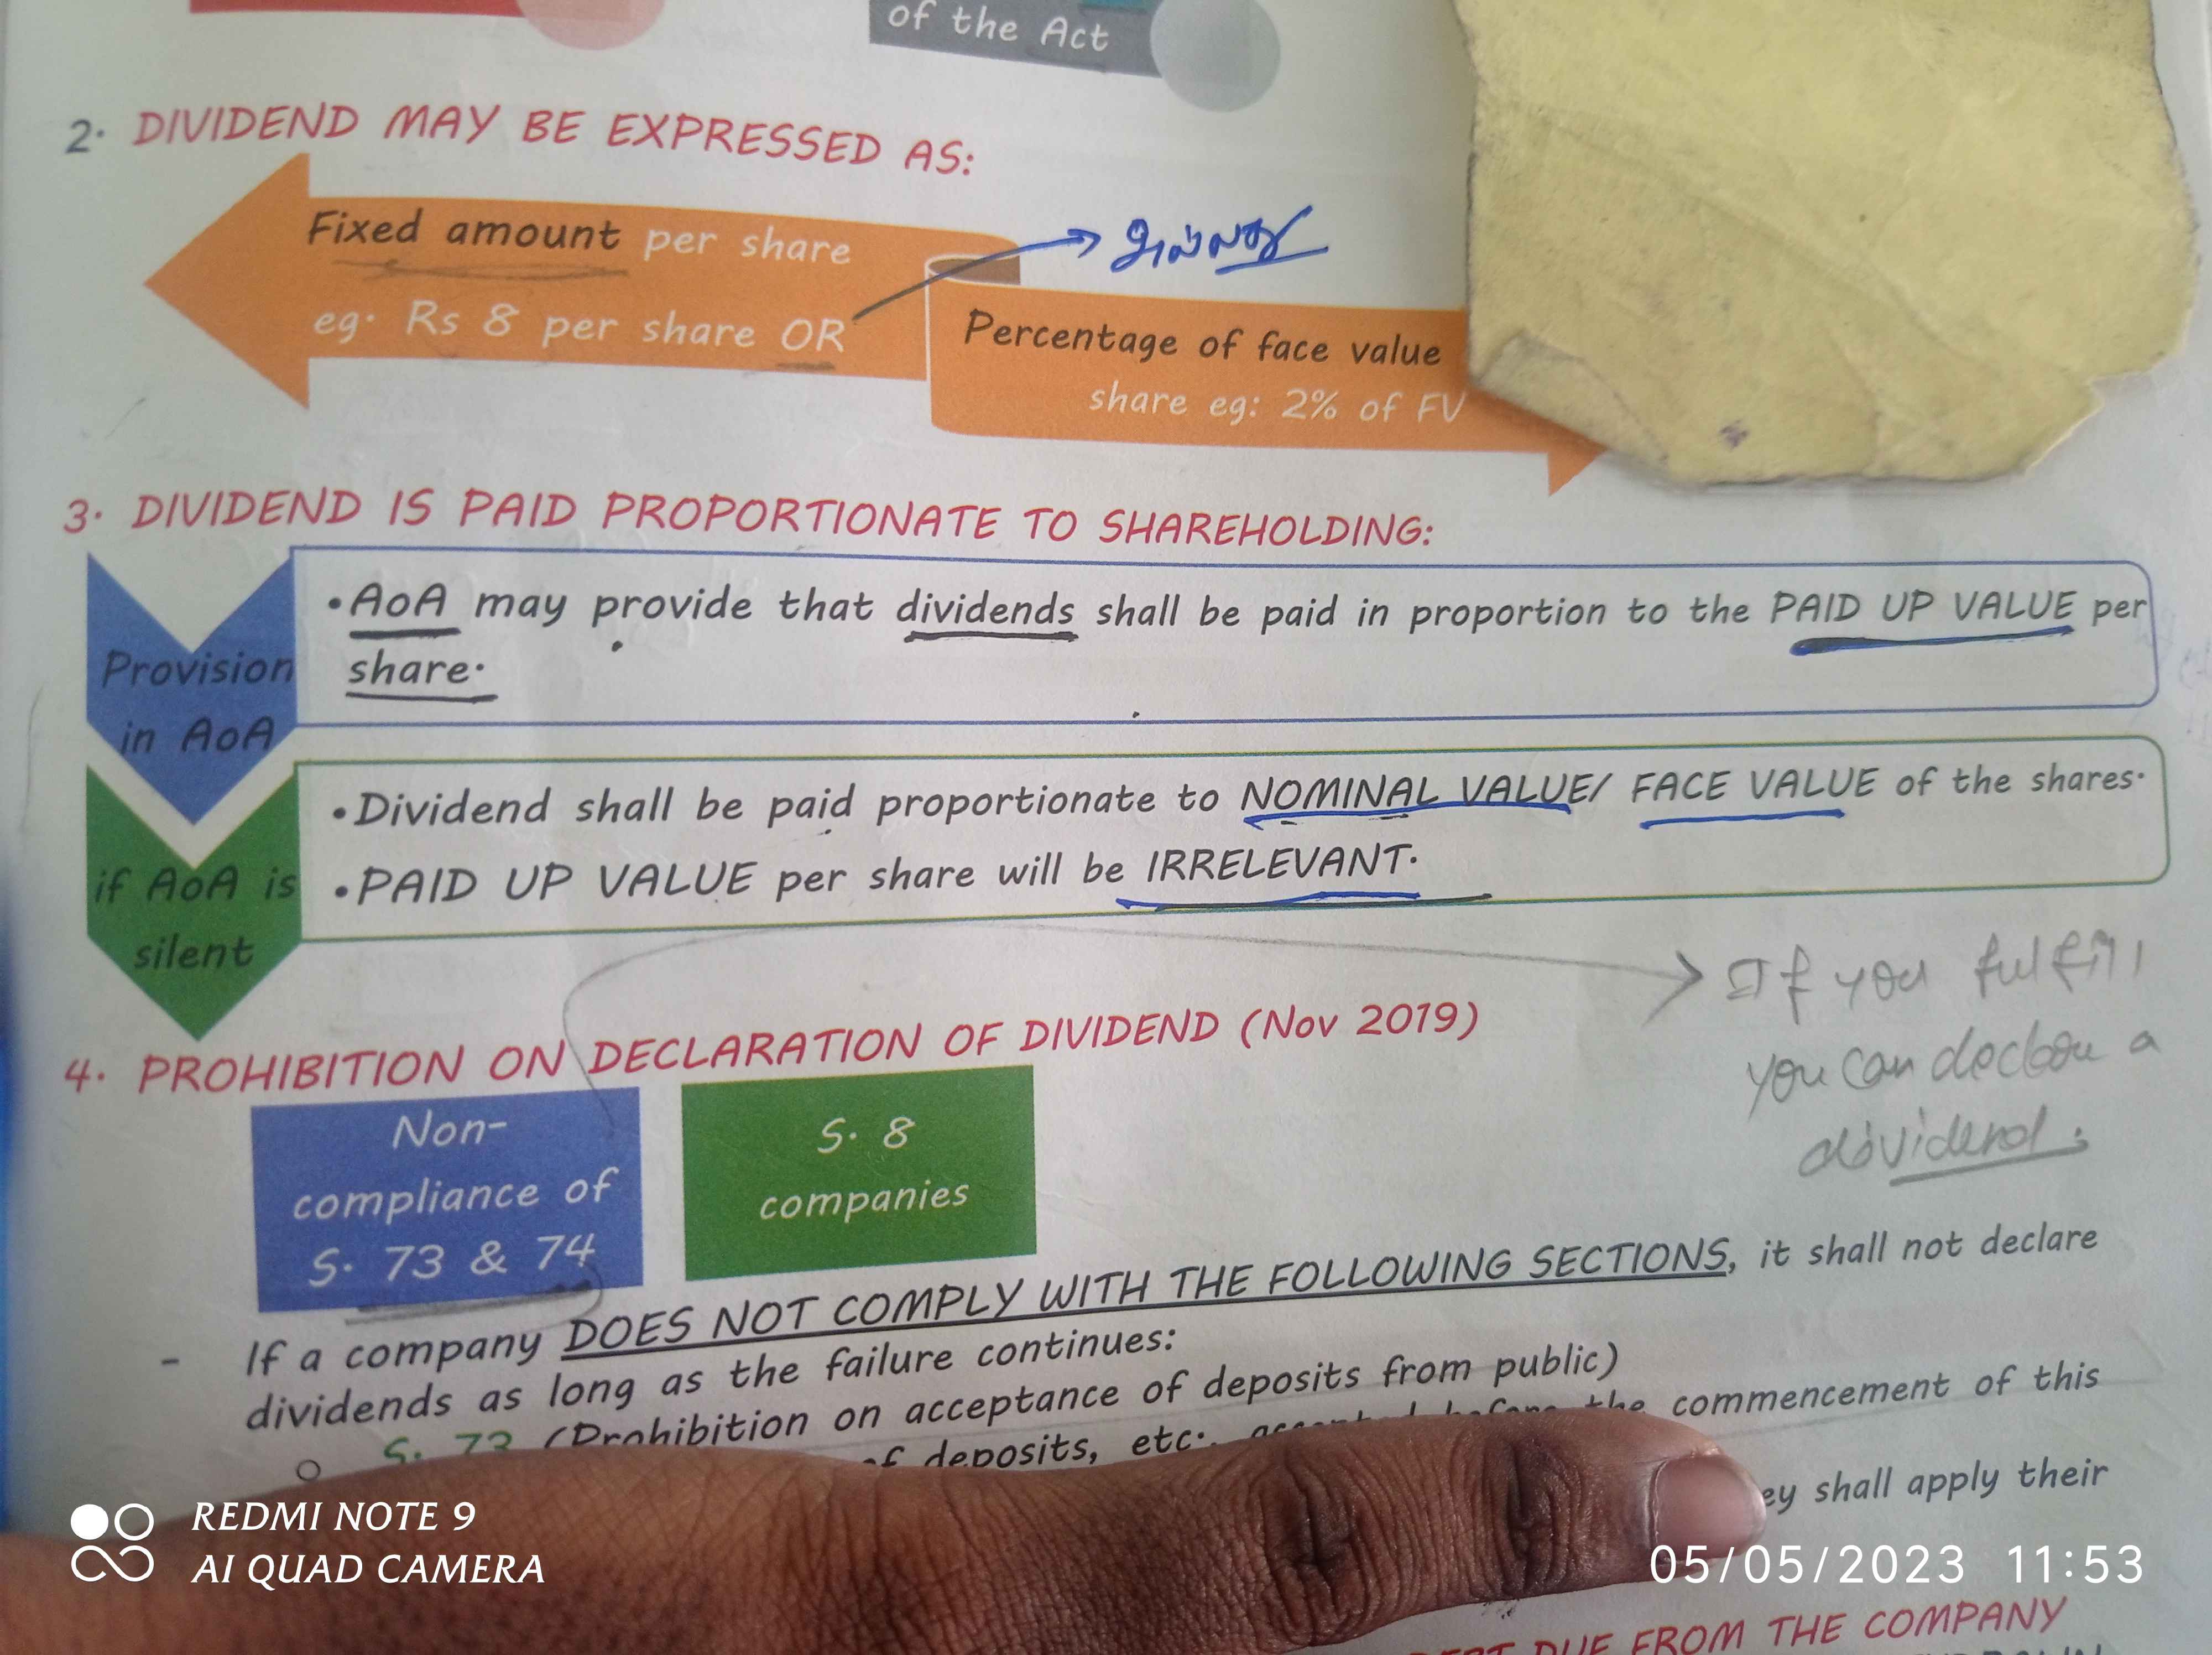 of the Act
2. DIVIDEND MAY BE EXPRESSED AS:
Fixed amount per share
eg. Rs 8 per share OR
அல்லது
Percentage of face value
share eg: 2% of FV
3. DIVIDEND IS PAID PROPORTIONATE TO SHAREHOLDING:
Provision
in AoA
•AoA may provide that dividends shall be paid in proportion to the PAID UP VALUE per
share.
if AoA is
silent
•Dividend shall be paid proportionate to NOMINAL VALUE/ FACE VALUE of the shares.
•PAID UP VALUE per share will be IRRELEVANT.
If you fulfill
you can declare a
dividend.
4. PROHIBITION ON DECLARATION OF DIVIDEND (Nov 2019)
Non-
compliance of
S. 73 & 74
S. 8
companies
- If a company DOES NOT COMPLY WITH THE FOLLOWING SECTIONS, it shall not declare
dividends as long as the failure continues:
o S. 73 (Prohibition on acceptance of deposits from public)
of deposits, etc., accepted before the commencement of this
shall apply their
DUE FROM THE COMPANY
REDMI NOTE 9
AI QUAD CAMERA
05/05/2023 11:53